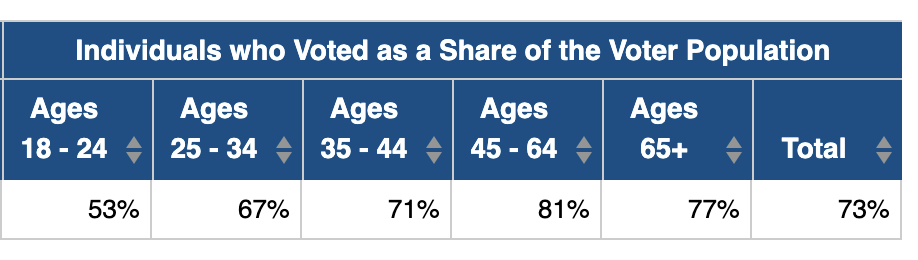 Individuals who Voted as a Share of the Voter Population
Ages 18 - 24
Ages 25 - 34
Ages 35 - 44
Ages 45 - 64
Ages 65+
Total
53% 67% 71% 81% 77% 73%